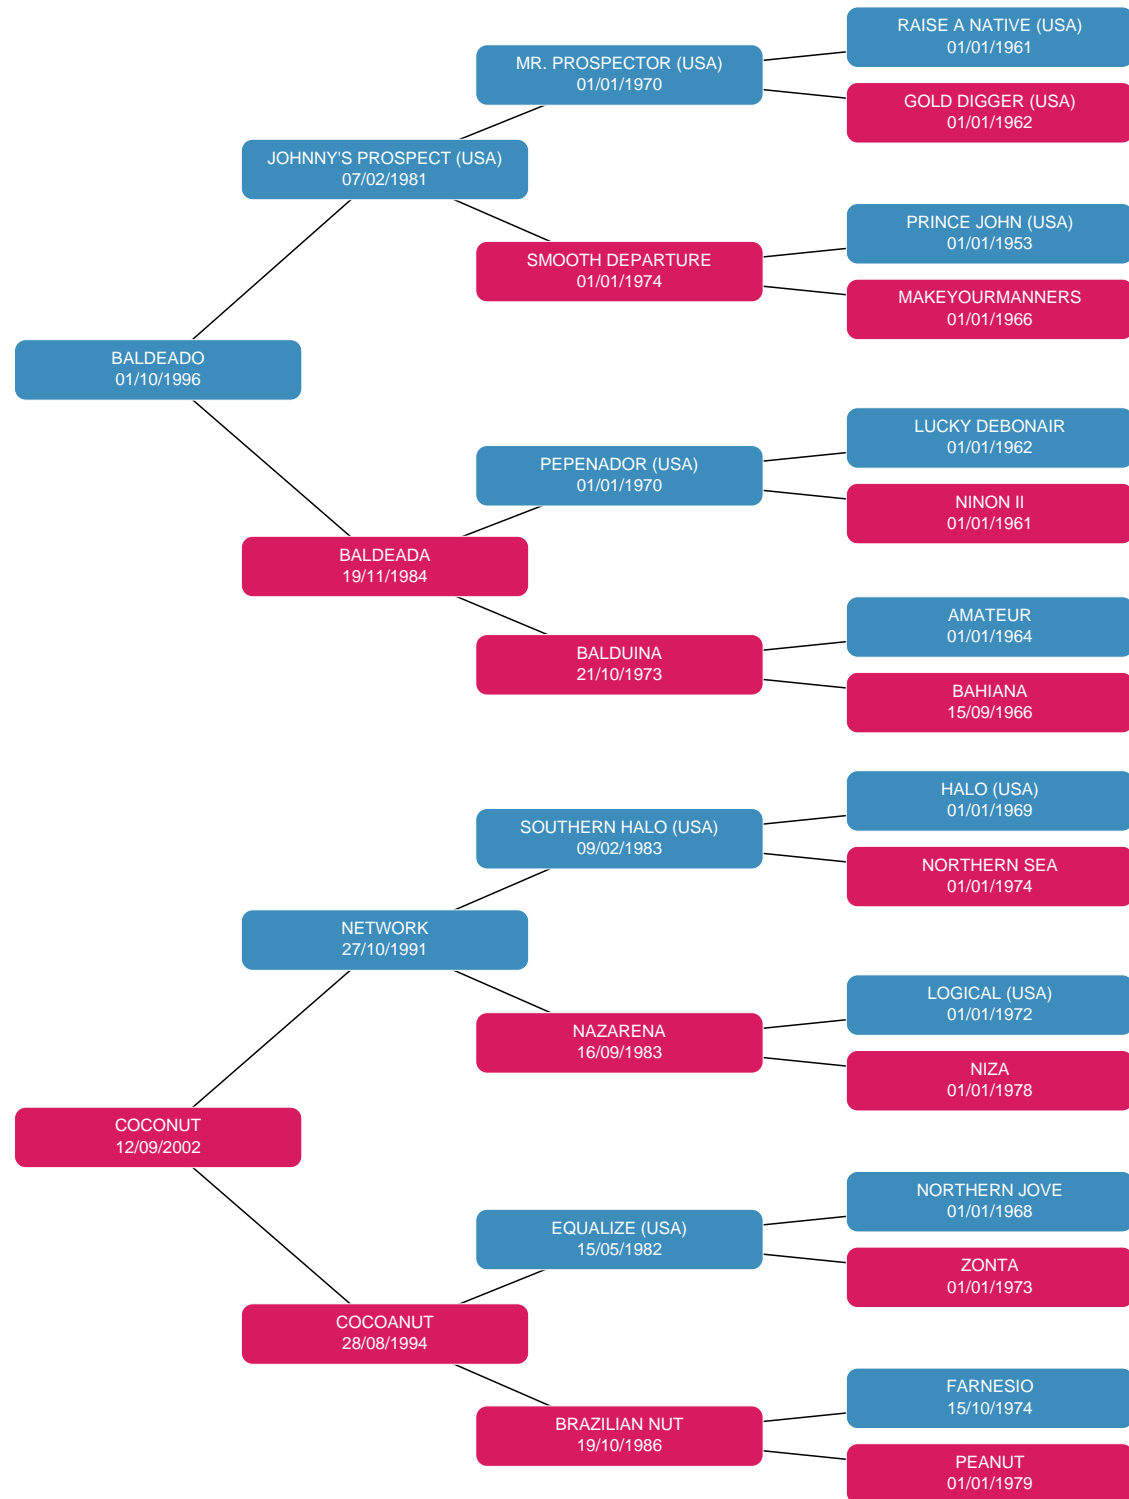 RAISE A NATIVE (USA)
01/01/1961
MR. PROSPECTOR (USA)
01/01/1970
GOLD DIGGER (USA)
01/01/1962
JOHNNY'S PROSPECT (USA)
07/02/1981
PRINCE JOHN (USA)
01/01/1953
SMOOTH DEPARTURE
01/01/1974
MAKEYOURMANNERS
01/01/1966
BALDEADO
01/10/1996
LUCKY DEBONAIR
01/01/1962
PEPENADOR (USA)
01/01/1970
NINON II
01/01/1961
BALDEADA
19/11/1984
AMATEUR
01/01/1964
BALDUINA
21/10/1973
BAHIANA
15/09/1966
HALO (USA)
01/01/1969
SOUTHERN HALO (USA)
09/02/1983
NORTHERN SEA
01/01/1974
NETWORK
27/10/1991
LOGICAL (USA)
01/01/1972
NAZARENA
16/09/1983
NIZA
01/01/1978
COCONUT
12/09/2002
NORTHERN JOVE
01/01/1968
EQUALIZE (USA)
15/05/1982
ZONTA
01/01/1973
COCOANUT
28/08/1994
FARNESIO
15/10/1974
BRAZILIAN NUT
19/10/1986
PEANUT
01/01/1979